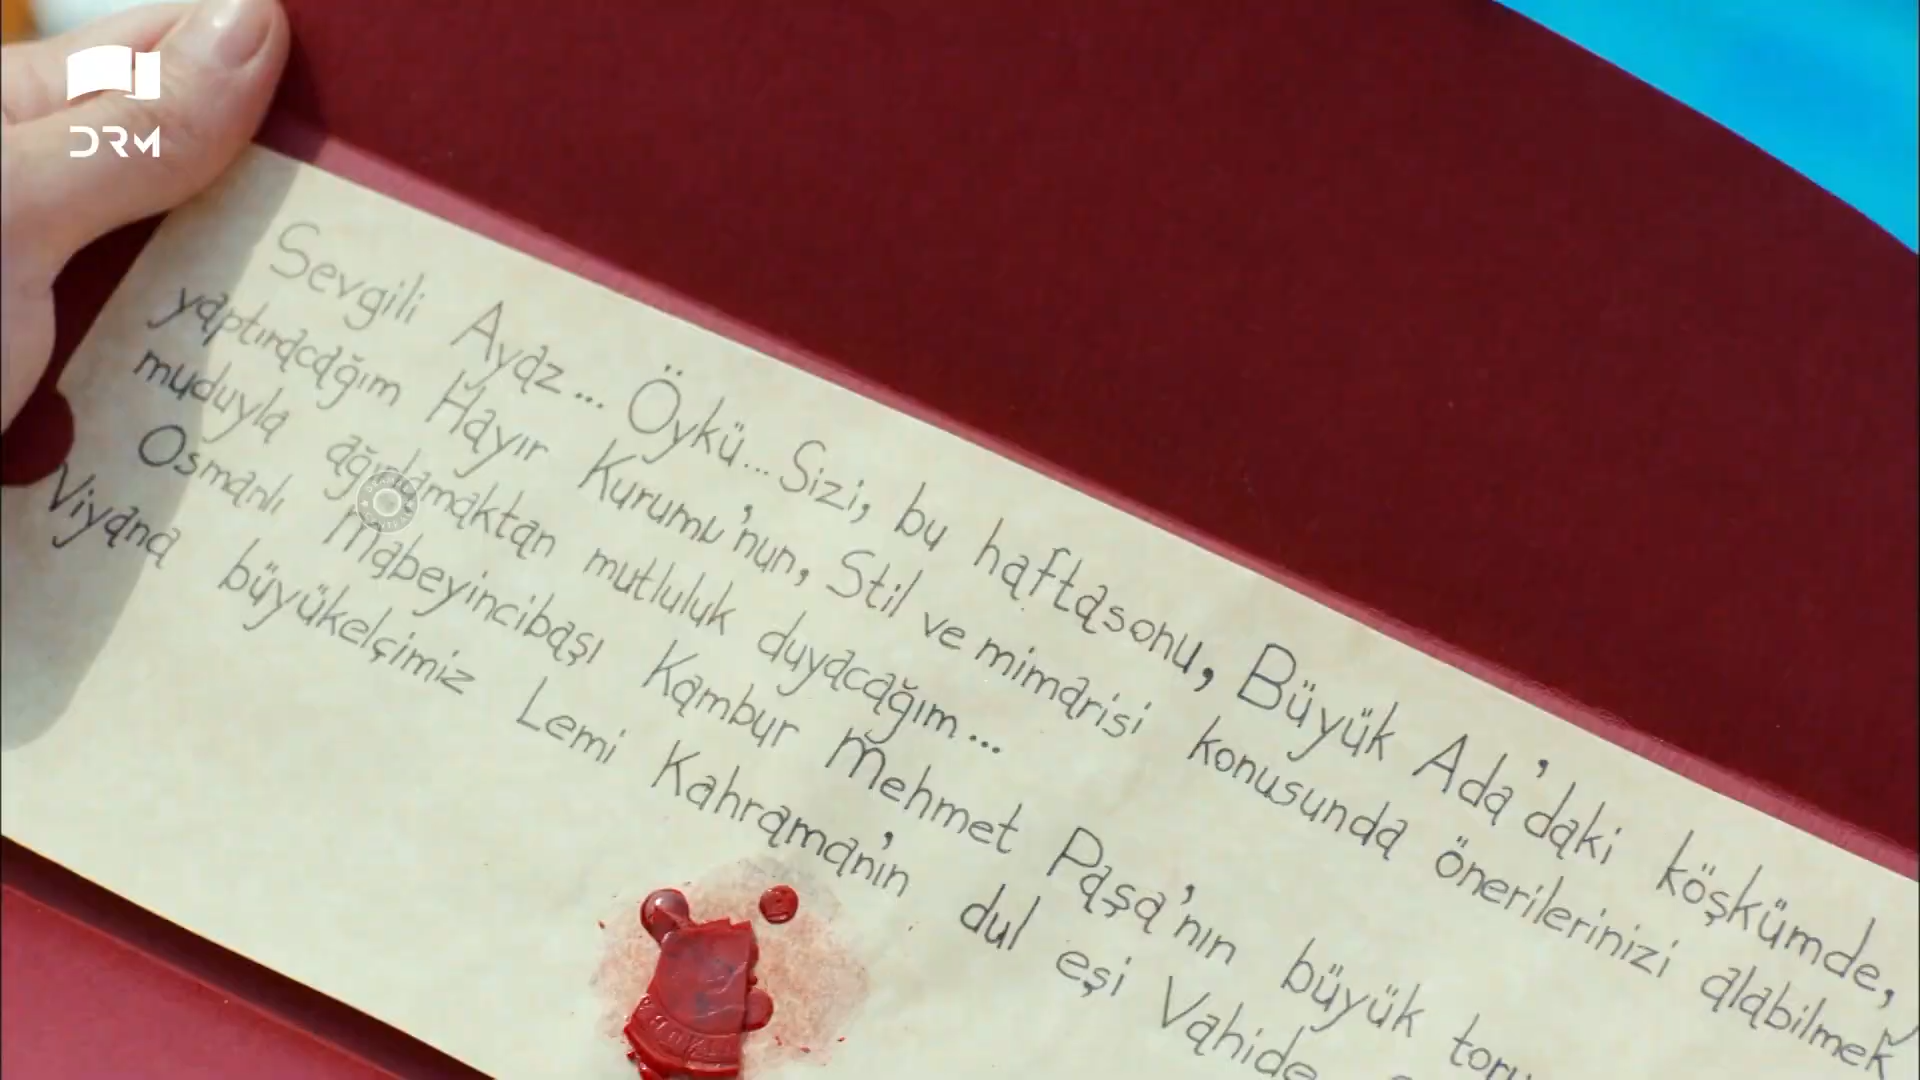 DRM
Sevgili Ayaz... Öykü... Sizi, bu haftasonu, Büyük Ada'daki köşkümde,
yaptıracağım Hayır Kurumu'nun, Stil ve mimarisi konusunda önerilerinizi alabilmek
muduyla ağırlamaktan mutluluk duyacağım...
Osmanlı Mabeyincibaşı Kambur Mehmet Paşa'nın büyük
Viyana büyükelçimiz Lemi Kahraman'ın dul eşi Vahide